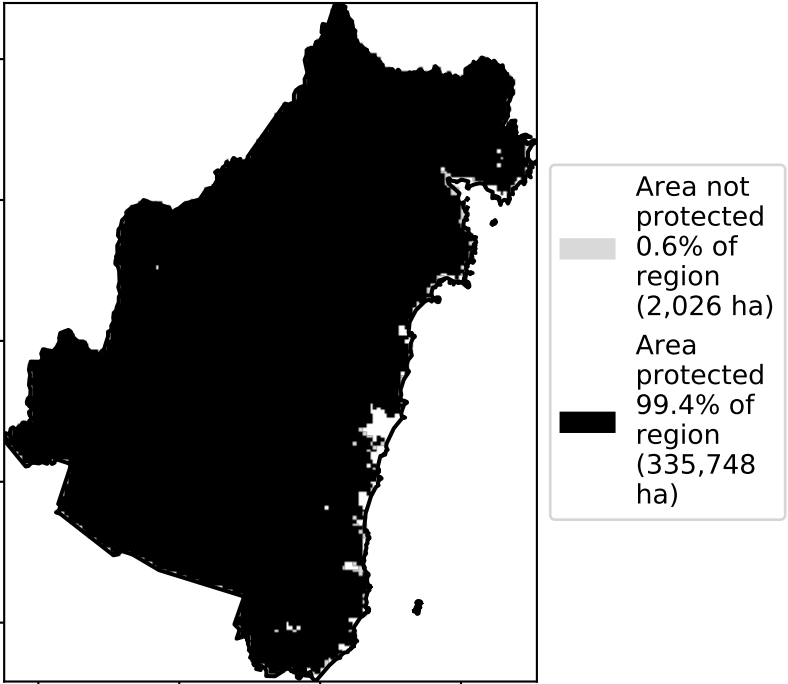 Area not
protected
0.6% of
region
(2,026 ha)
Area
protected
99.4% of
region
(335,748
ha)